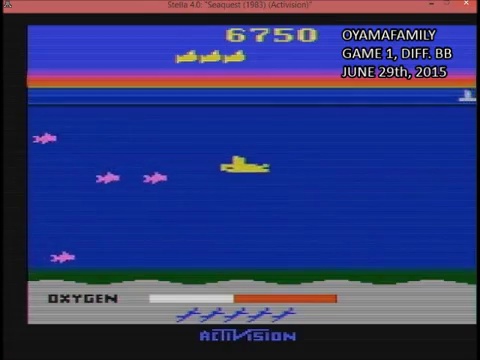 Stella 4.0: "Seaquest (1983) (Activision)"
6750
OYAMAFAMILY
GAME 1, DIFF. BB
JUNE 29th, 2015
OXYGEN
ACTIVISION